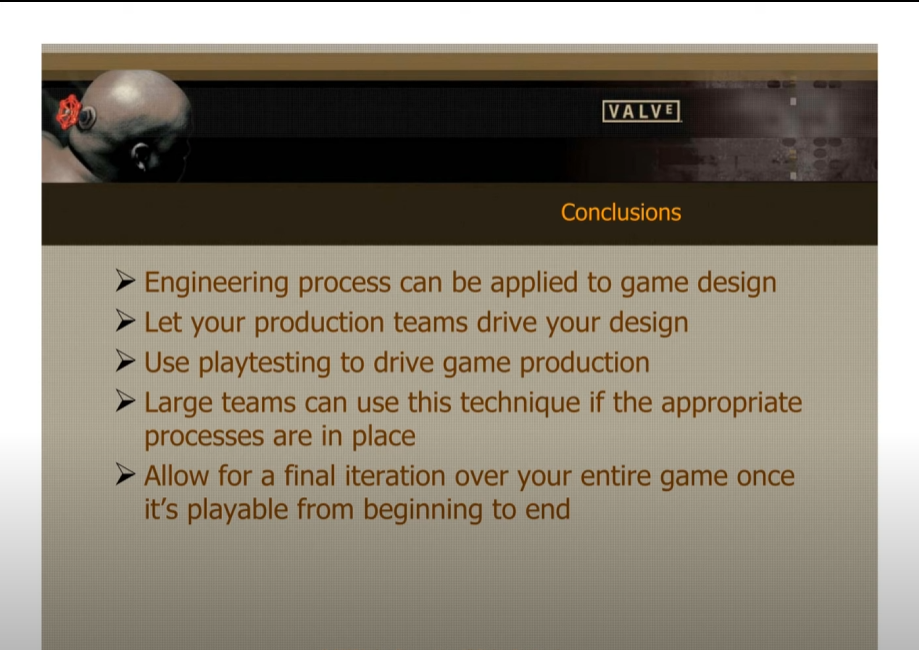 VALVE
Conclusions
Engineering process can be applied to game design
Let your production teams drive your design
Use playtesting to drive game production
Large teams can use this technique if the appropriate
processes are in place
Allow for a final iteration over your entire game once
it's playable from beginning to end